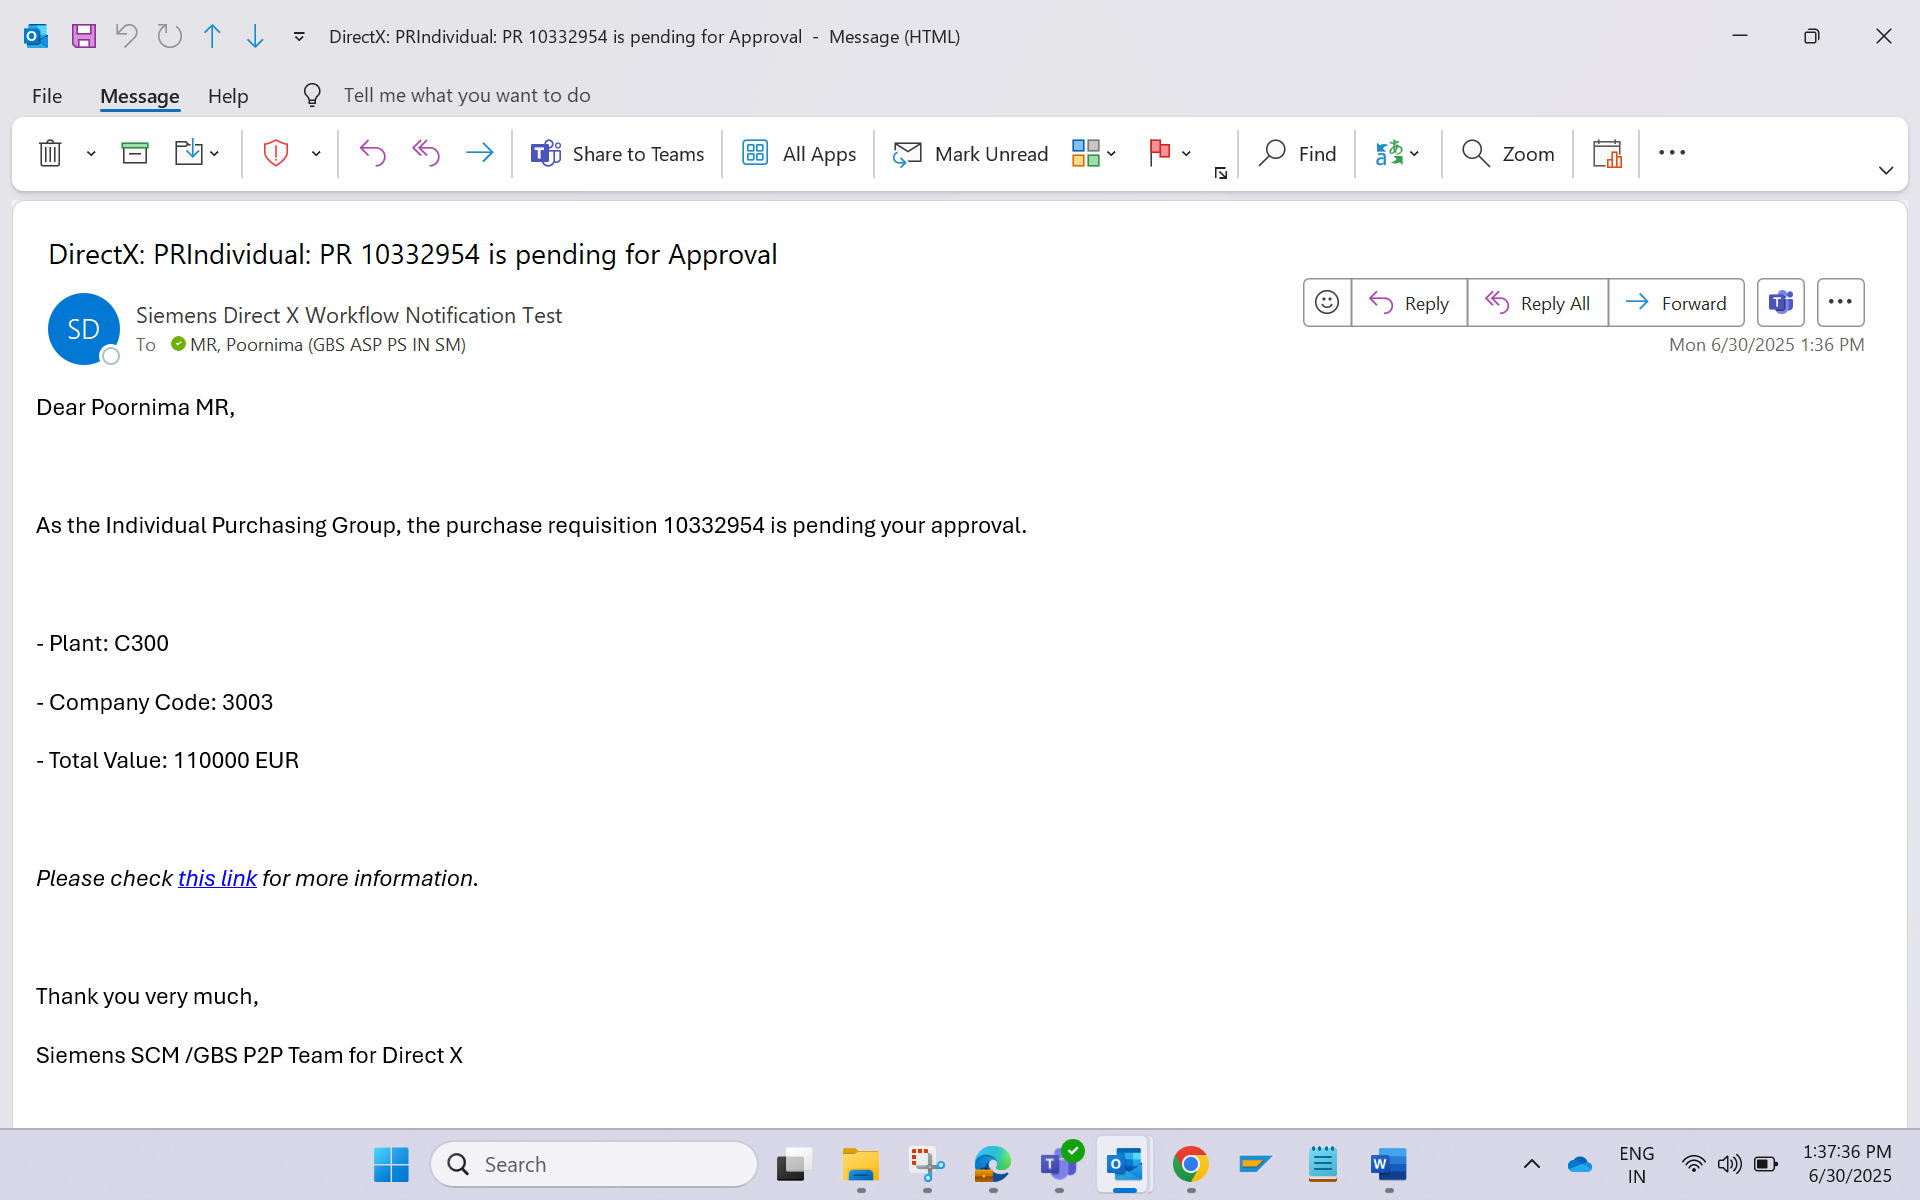 DirectX: PRIndividual: PR 10332954 is pending for Approval - Message (HTML)
File Message Help Tell me what you want to do
Share to Teams All Apps Mark Unread Find Zoom
DirectX: PRIndividual: PR 10332954 is pending for Approval
SD
Siemens Direct X Workflow Notification Test
To MR, Poornima (GBS ASP PS IN SM)
Reply Reply All Forward
Mon 6/30/2025 1:36 PM
Dear Poornima MR,
As the Individual Purchasing Group, the purchase requisition 10332954 is pending your approval.
- Plant: C300
- Company Code: 3003
- Total Value: 110000 EUR
Please check this link for more information.
Thank you very much,
Siemens SCM /GBS P2P Team for Direct X
Search
ENG
IN
1:37:36 PM
6/30/2025